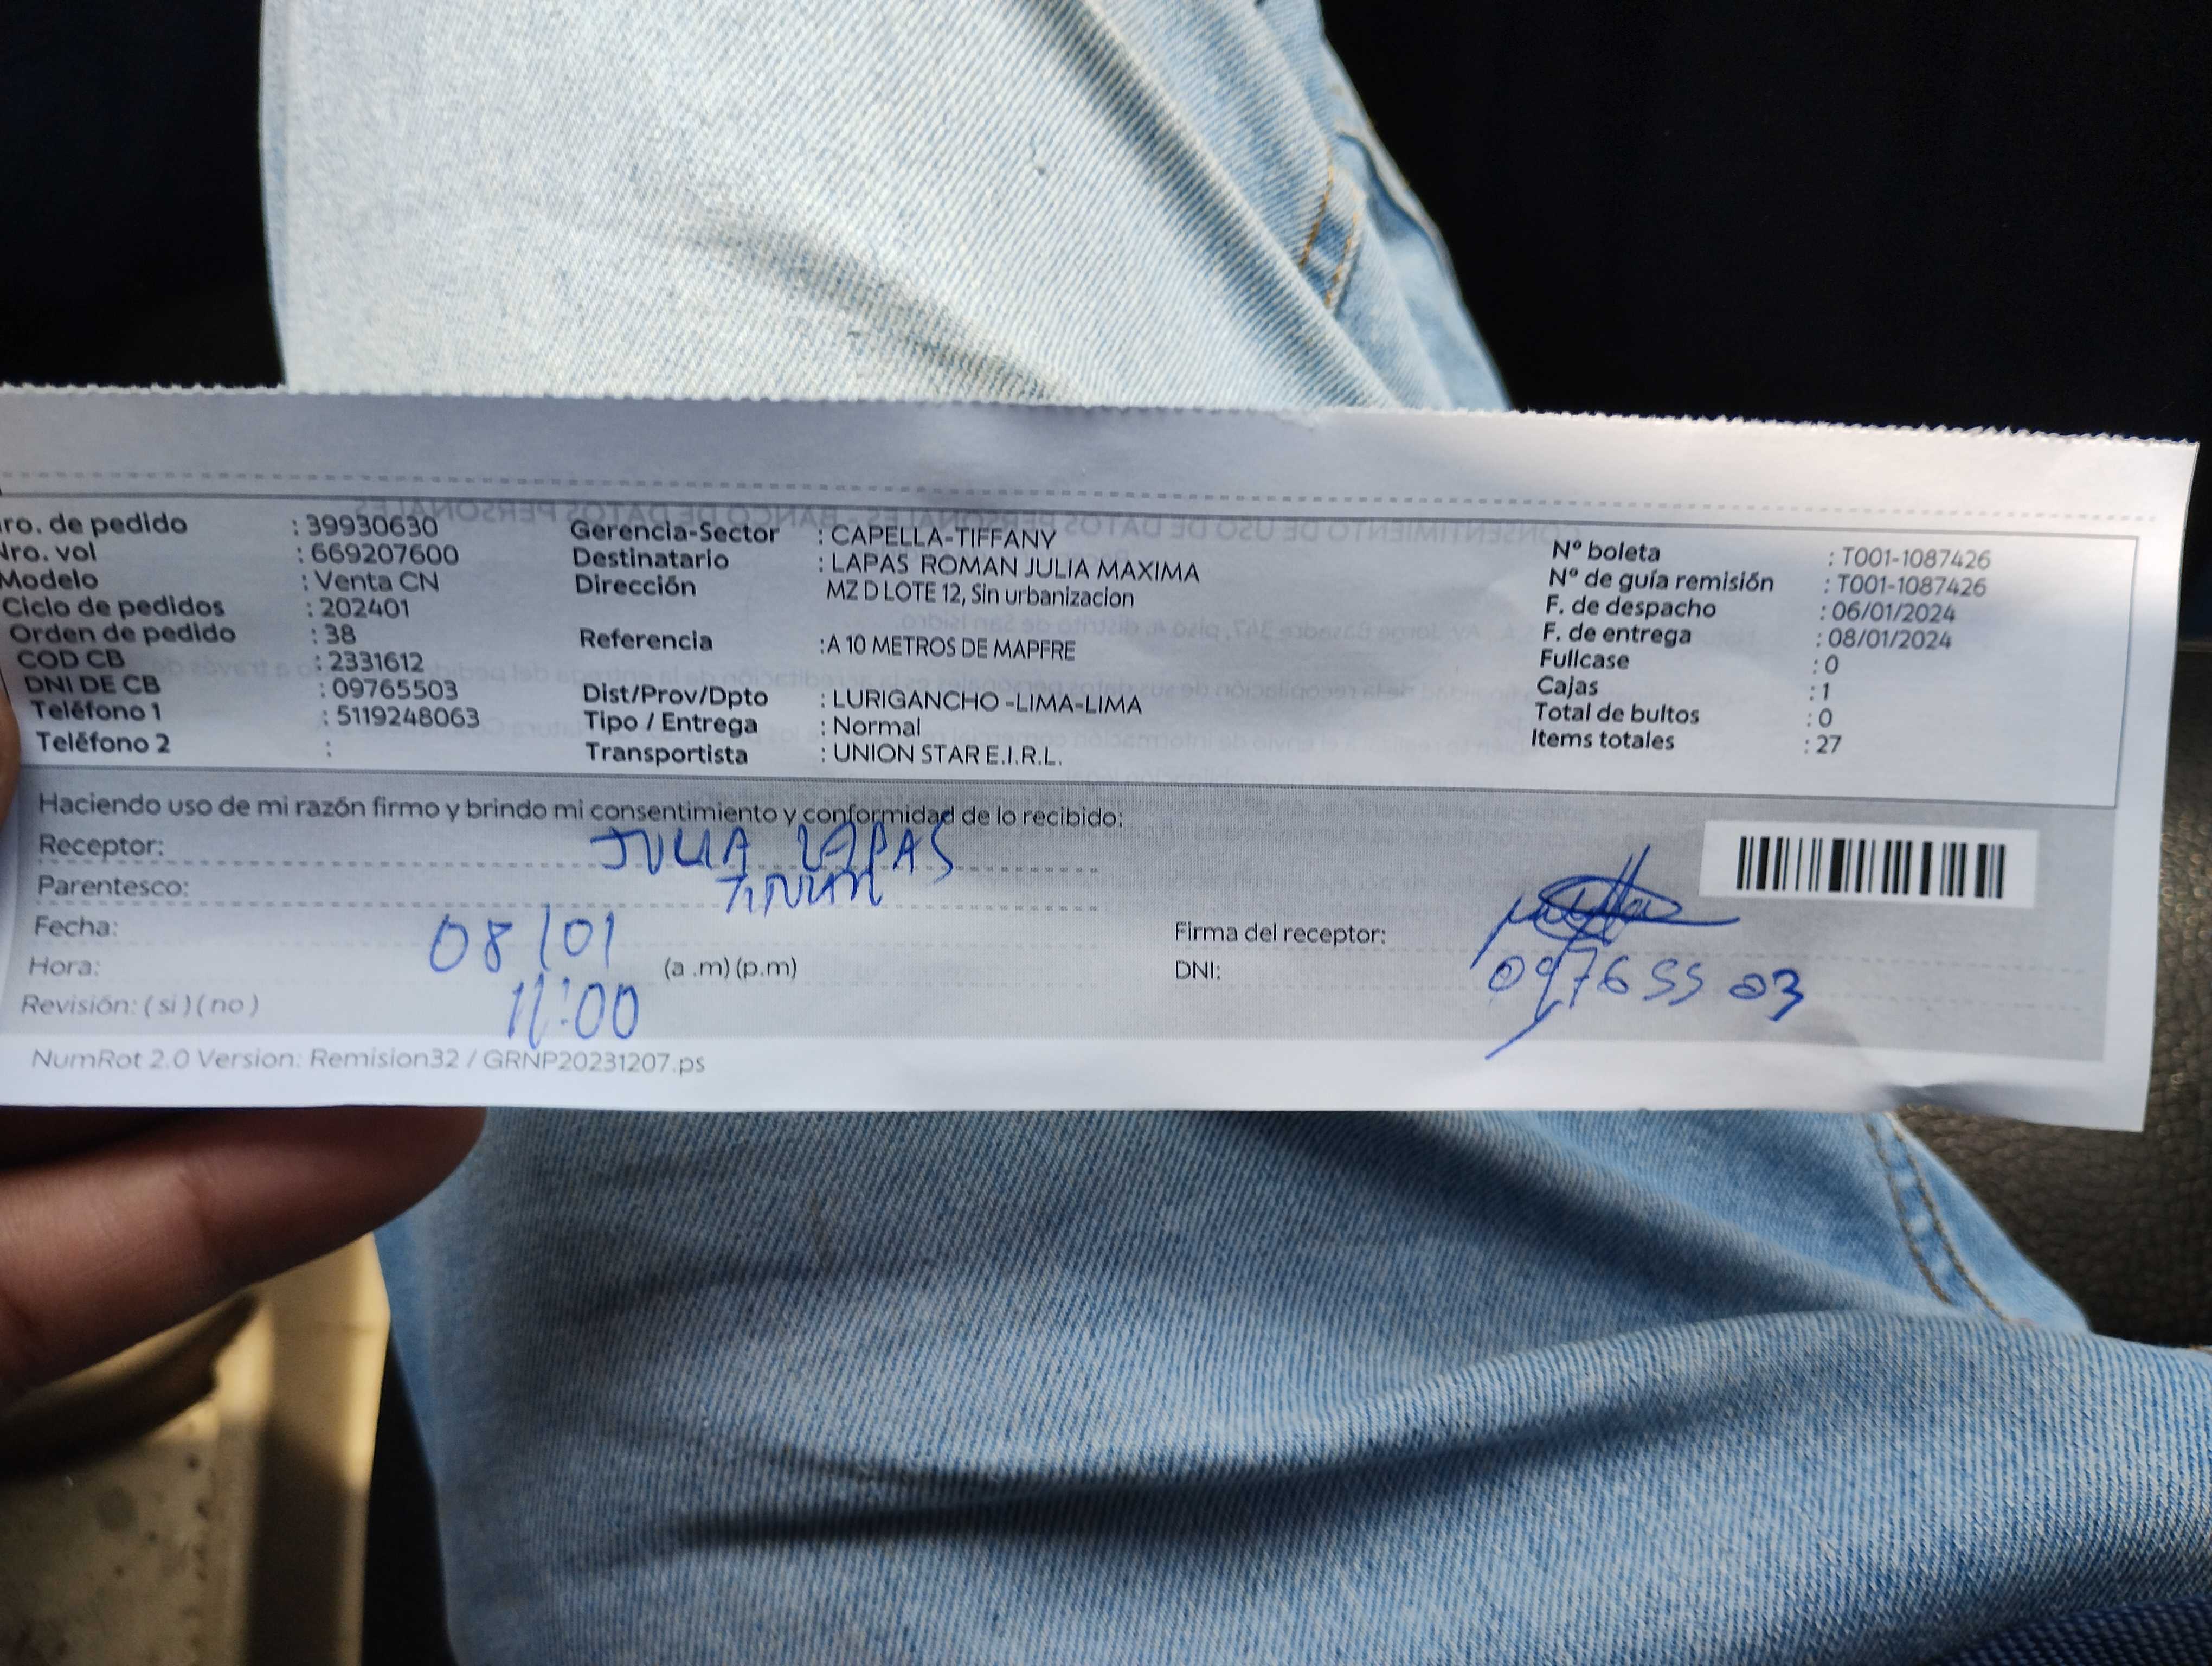 ro. de pedido : 39930630
Nro. vol : 669207600
Modelo : Venta CN
Ciclo de pedidos : 202401
Orden de pedido : 38
COD CB : 2331612
DNI DE CB : 09765503
Teléfono 1 : 5119248063
Teléfono 2 :
Gerencia-Sector : CAPELLA-TIFFANY
Destinatario : LAPAS ROMAN JULIA MAXIMA
Dirección MZ D LOTE 12, Sin urbanizacion
Referencia : A 10 METROS DE MAPFRE
Dist/Prov/Dpto : LURIGANCHO -LIMA-LIMA
Tipo / Entrega : Normal
Transportista : UNION STAR E.I.R.L.
N° boleta : T001-1087426
N° de guía remisión : T001-1087426
F. de despacho : 06/01/2024
F. de entrega : 08/01/2024
Fullcase : 0
Cajas : 1
Total de bultos : 0
Items totales : 27
Haciendo uso de mi razón firmo y brindo mi consentimiento y conformidad de lo recibido:
Receptor: JULIA LAPAS
Parentesco:
Fecha: 08/01
Hora: 11:00 (a .m) (p.m)
Revisión: ( si ) ( no )
Firma del receptor:
DNI: 09765503
NumRot 2.0 Version: Remision32 / GRNP20231207.ps